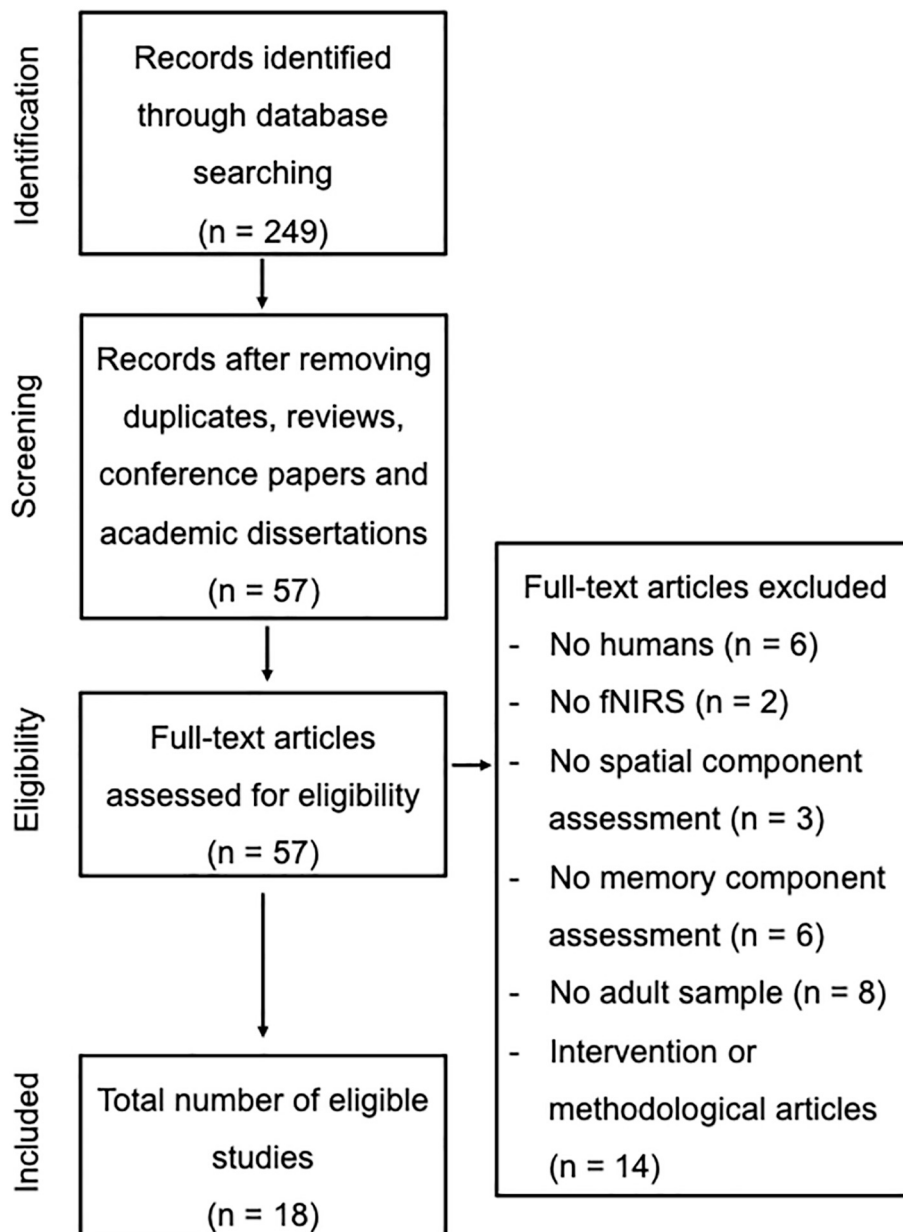 Identification
Records identified
through database
searching
(n = 249)
Screening
Records after removing
duplicates, reviews,
conference papers and
academic dissertations
(n = 57)
Eligibility
Full-text articles
assessed for eligibility
(n = 57)
Full-text articles excluded
- No humans (n = 6)
- No fNIRS (n = 2)
- No spatial component
assessment (n = 3)
- No memory component
assessment (n = 6)
- No adult sample (n = 8)
- Intervention or
methodological articles
(n = 14)
Included
Total number of eligible
studies
(n = 18)